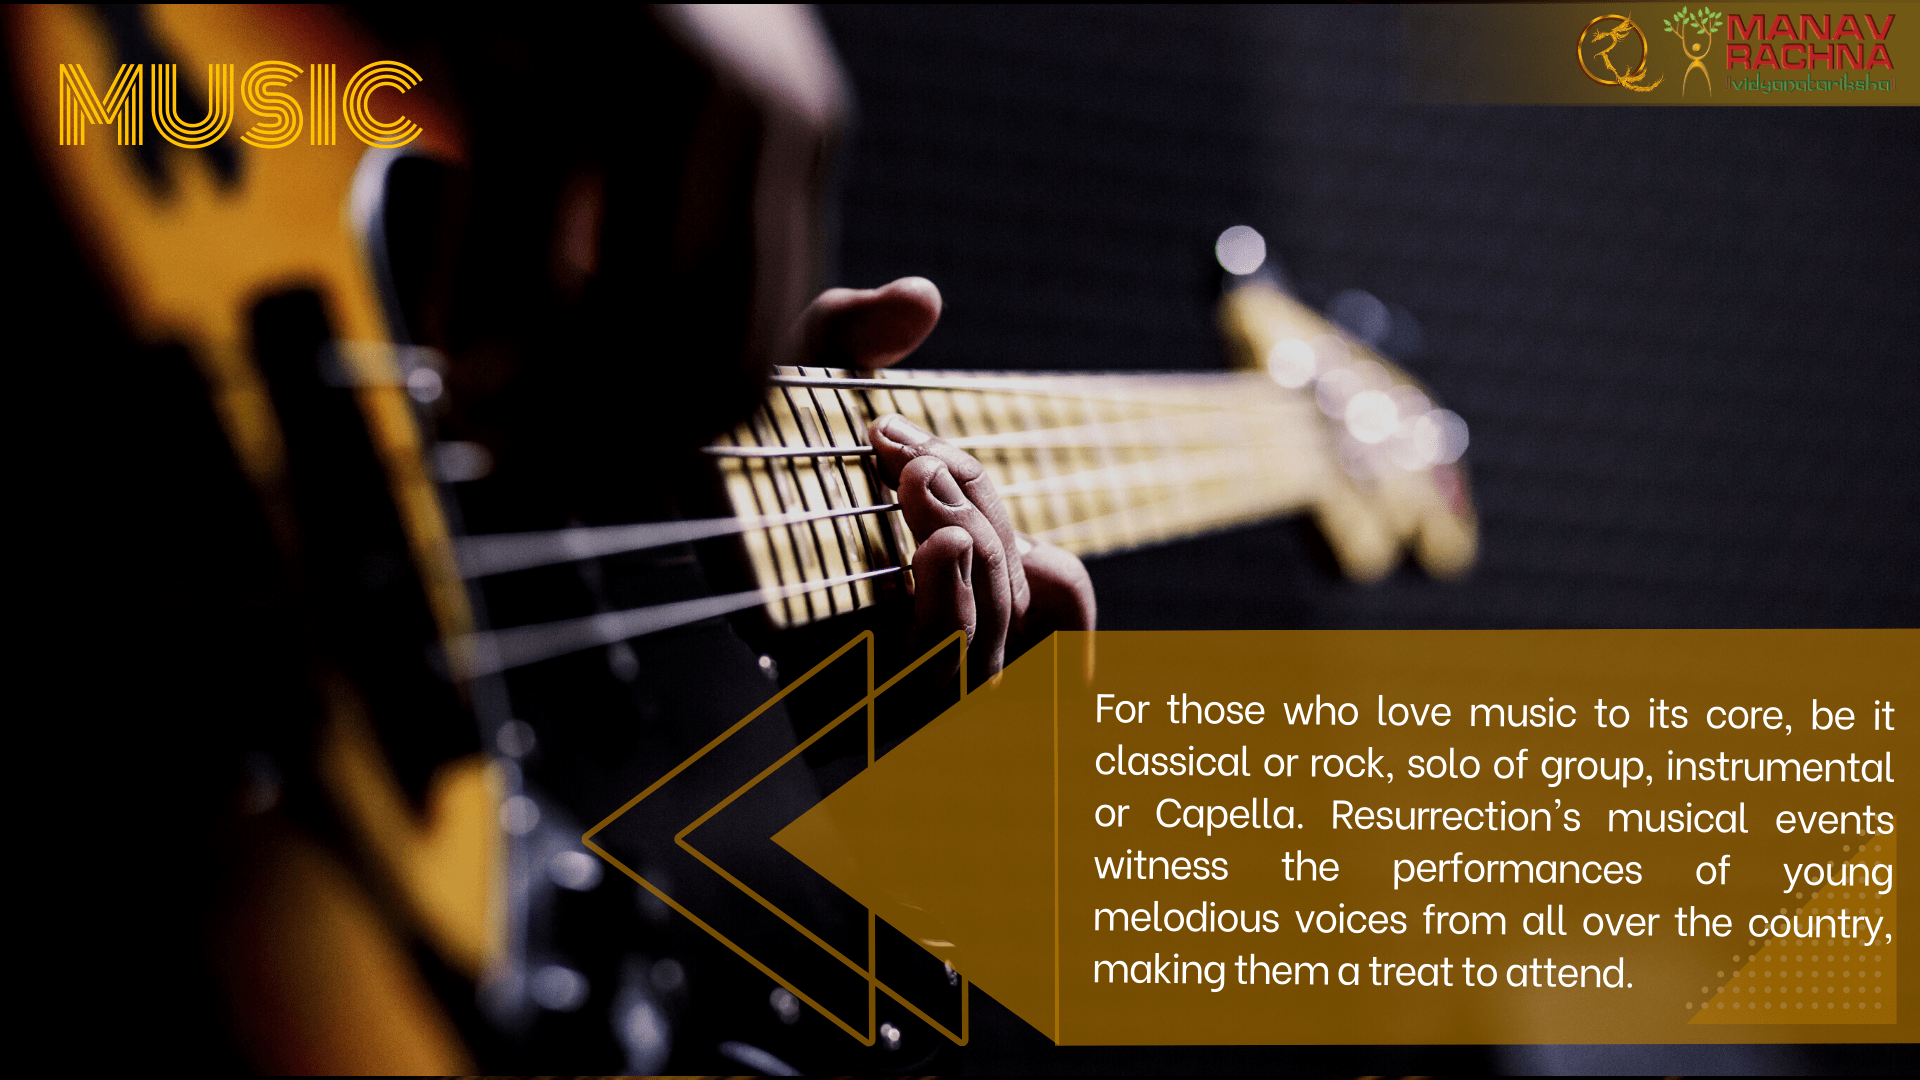 MUSIC
MANAV
RACHNA
vidyanatariksha
For those who love music to its core, be it
classical or rock, solo of group, instrumental
or Capella. Resurrection's musical events
witness the performances of young
melodious voices from all over the country,
making them a treat to attend.